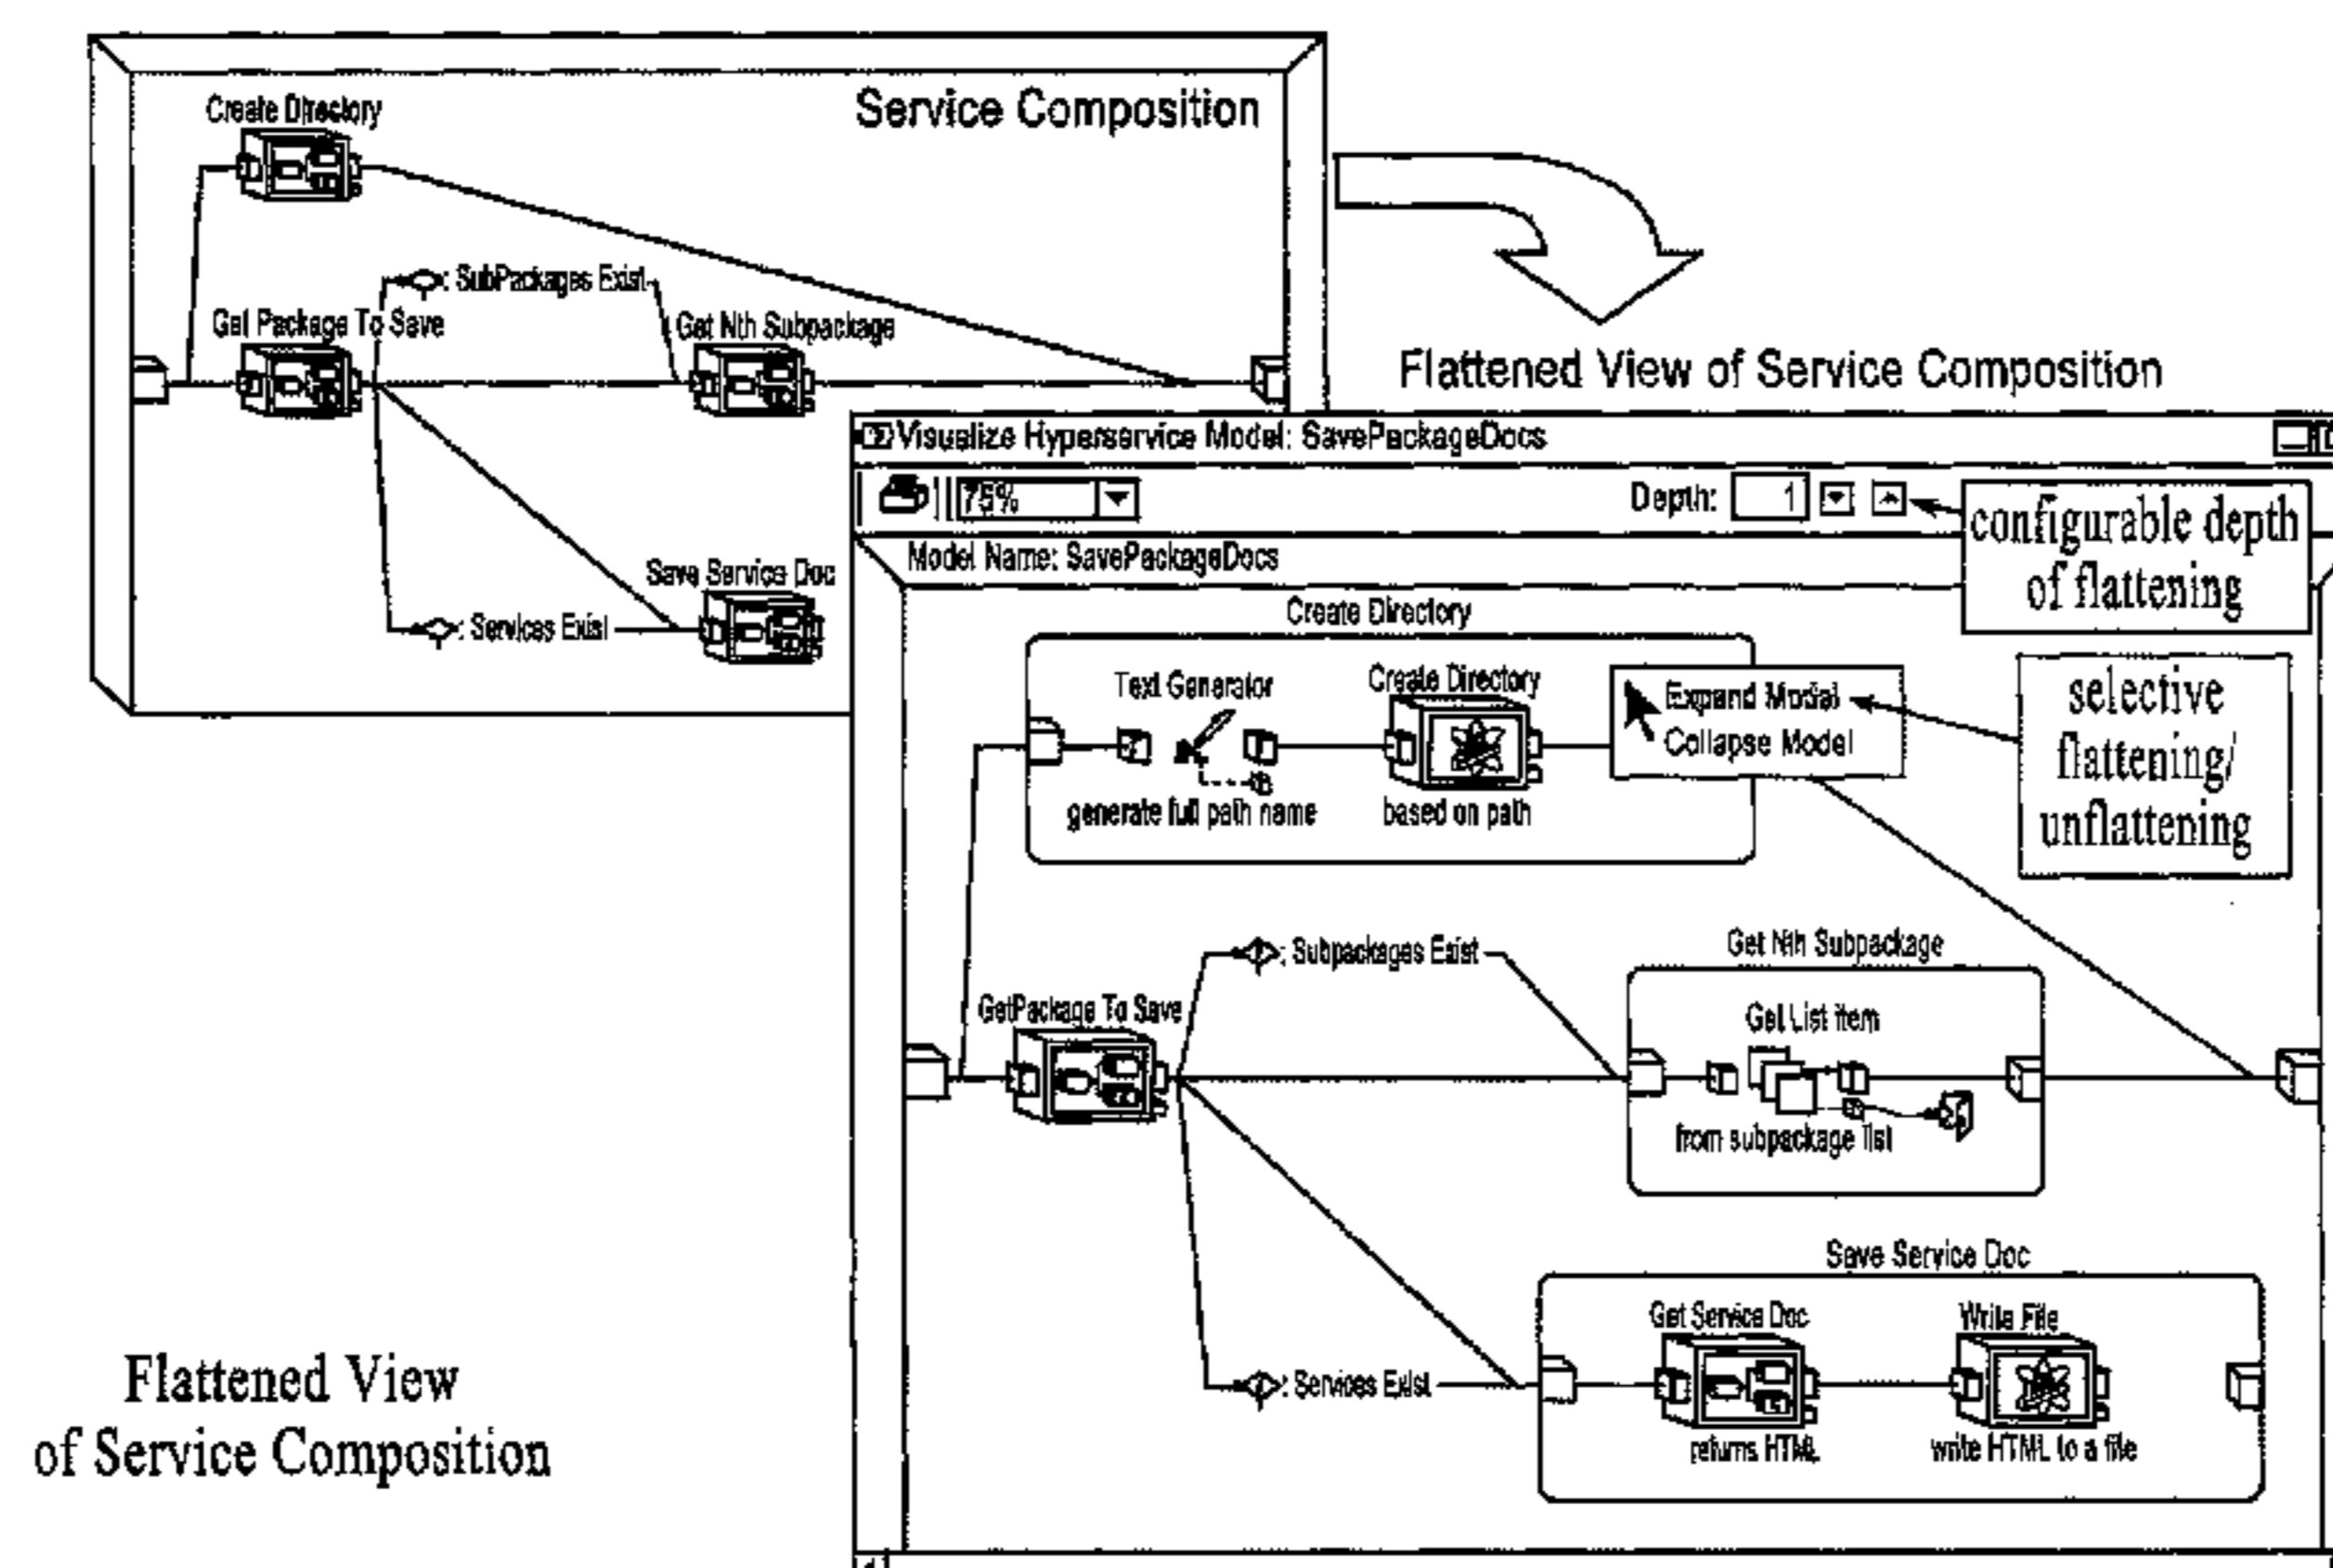 Service Composition
Create Directory
SubPackages Exist
Get Package To Save
Get Nth Subpackage
Save Service Doc
: Services Exist
Flattened View of Service Composition
Visualize Hyperservice Model: SavePackageDocs
75%
Depth: 1
configurable depth
of flattening
Model Name: SavePackageDocs
Create Directory
Text Generator
Create Directory
Expand Model
Collapse Model
generate full path name
based on path
selective
flattening/
unflattening
: Subpackages Exist
Get Nth Subpackage
GetPackage To Save
Get List item
from subpackage list
Save Service Doc
Get Service Doc
Write File
: Services Exist
returns HTML
write HTML to a file
Flattened View
of Service Composition